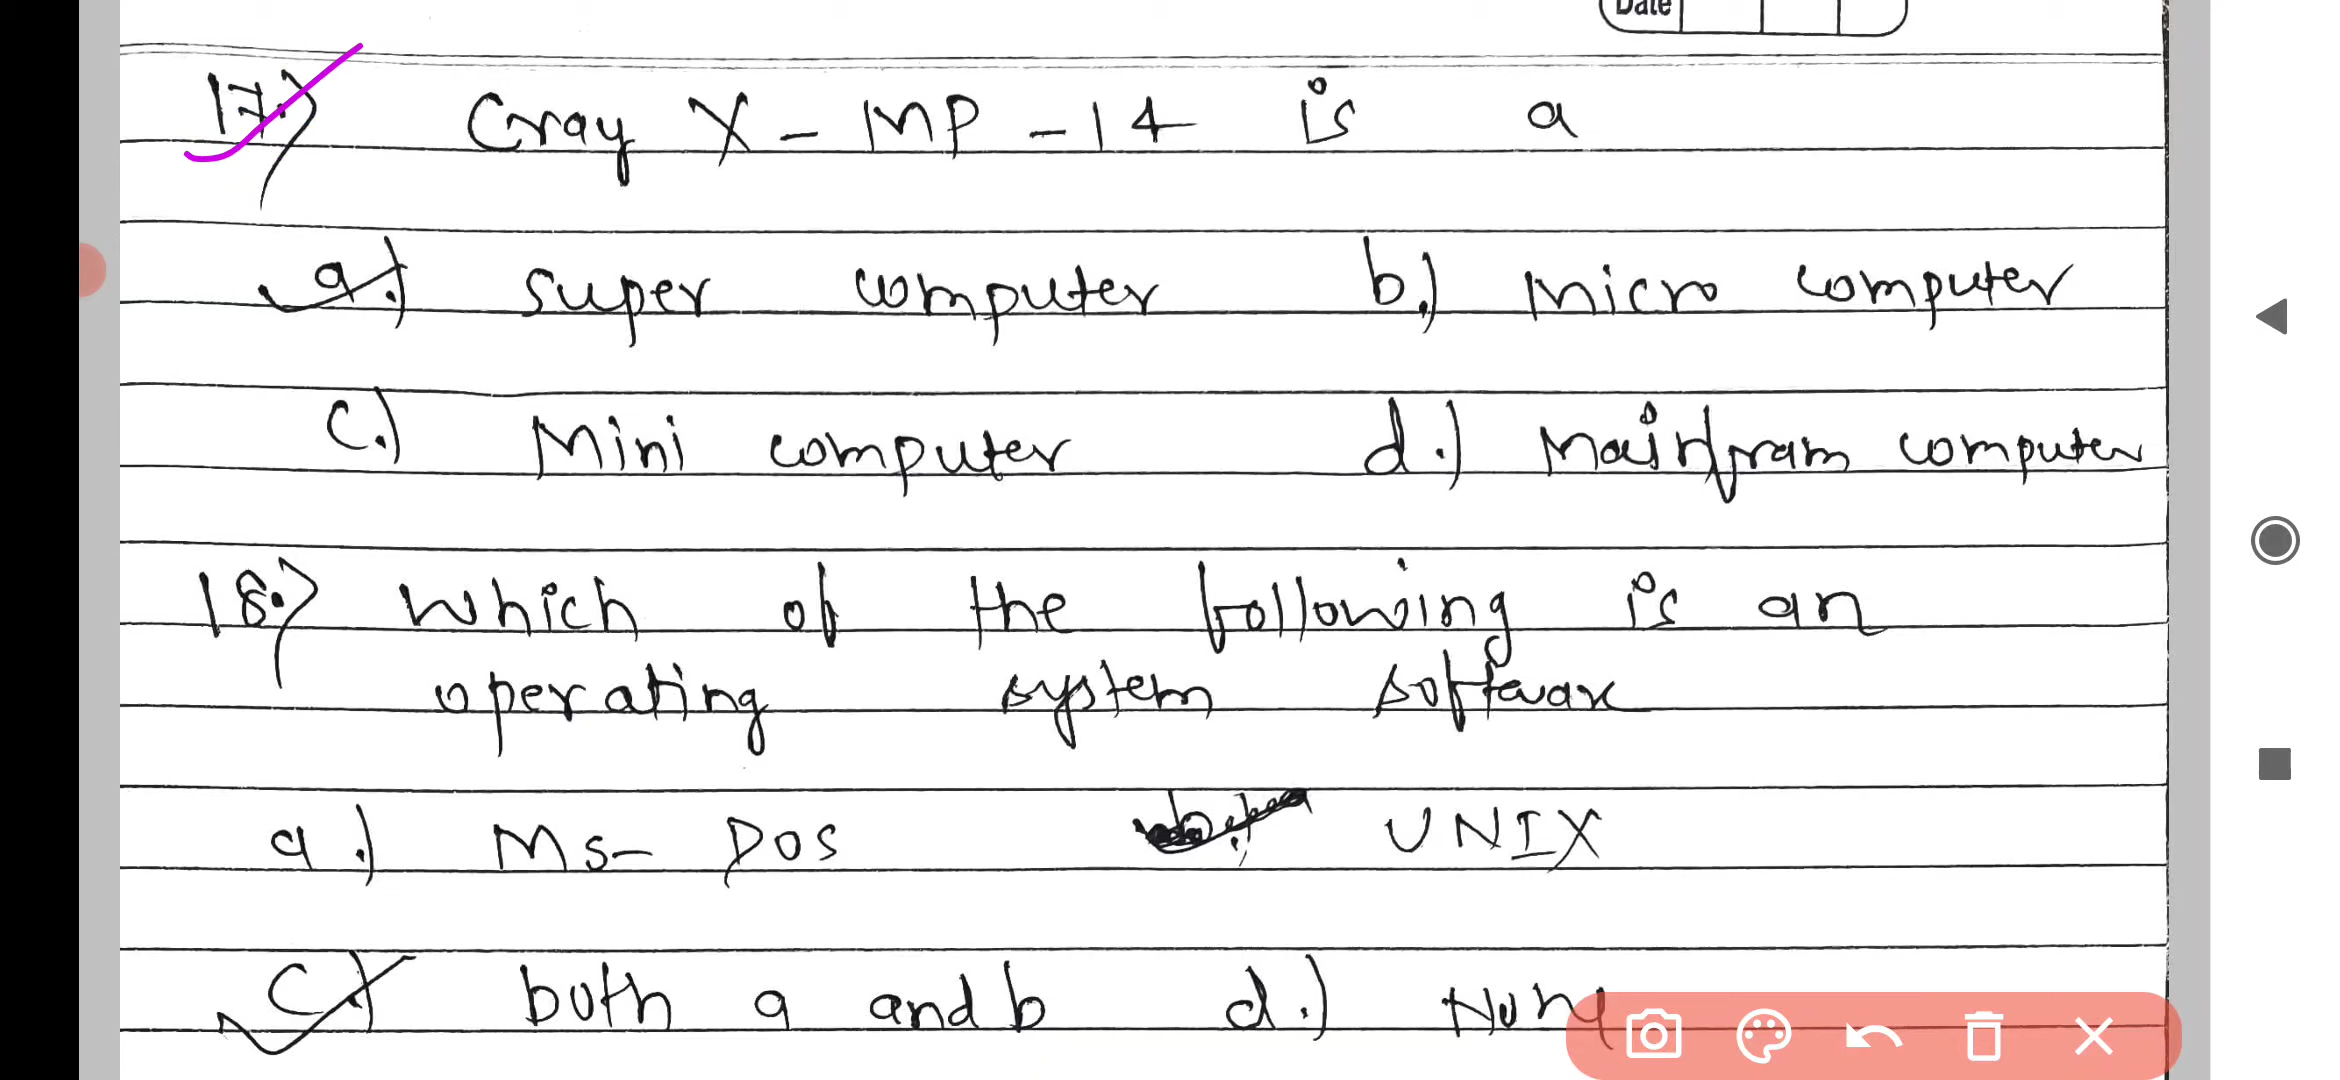 Date
17.) Cray X-MP-14 is a
a.) super computer b.) Micro computer
c.) Mini computer d.) Mainfram computer
18.) Which of the following is an
operating system software
a.) Ms- DOS b.) UNIX
c.) both a and b d.) None